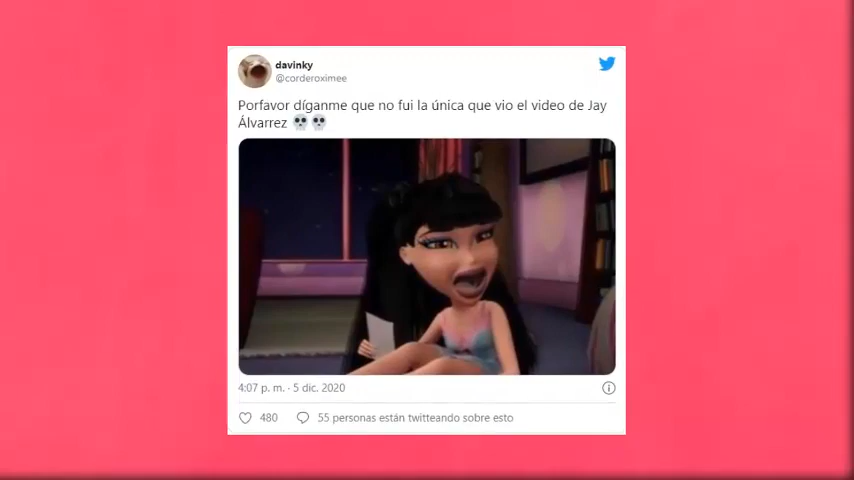 davinky
@corderoximee
Porfavor díganme que no fui la única que vio el video de Jay
Álvarrez 💀💀
4:07 p. m. · 5 dic. 2020
480
55 personas están twitteando sobre esto